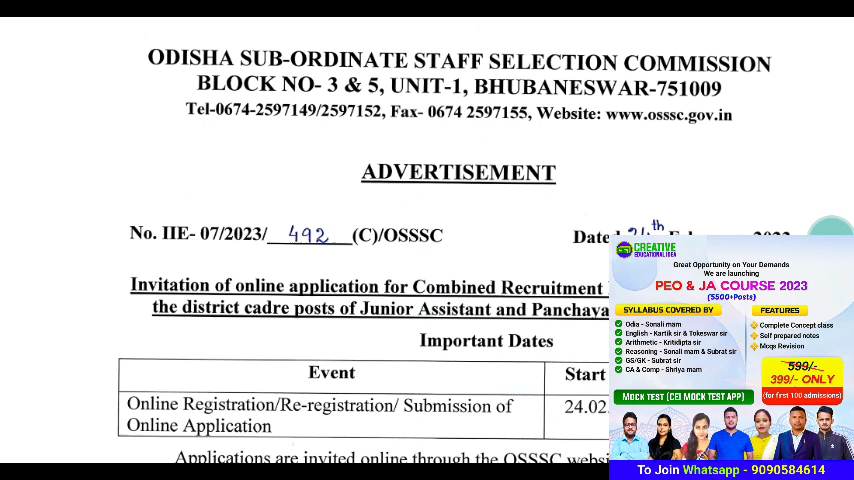 ODISHA SUB-ORDINATE STAFF SELECTION COMMISSION
BLOCK NO- 3 & 5, UNIT-1, BHUBANESWAR-751009
Tel-0674-2597149/2597152, Fax- 0674 2597155, Website: www.osssc.gov.in
ADVERTISEMENT
No. IIE- 07/2023/ 492 (C)/OSSSC
Dated 24th
Invitation of online application for Combined Recruitment
the district cadre posts of Junior Assistant and
Important Dates
Event
Start
Online Registration/Re-registration/ Submission of
Online Application
24.02.
Applications are invited online through the OSSSC
CREATIVE
EDUCATIONAL IDEA
Great Opportunity on Your Demands
We are launching
PEO & JA COURSE 2023
(5500+Posts)
SYLLABUS COVERED BY
Odia - Sonali mam
English - Kartik sir & Tokeswar sir
Arithmetic - Kritidipta sir
Reasoning - Sonali mam & Subrat sir
GS/GK - Subrat sir
CA & Comp - Shriya mam
FEATURES
Complete Concept class
Self prepared notes
Mcqs Revision
599/-
399/- ONLY
(for first 100 admissions)
MOCK TEST (CEI MOCK TEST APP)
To Join Whatsapp - 9090584614